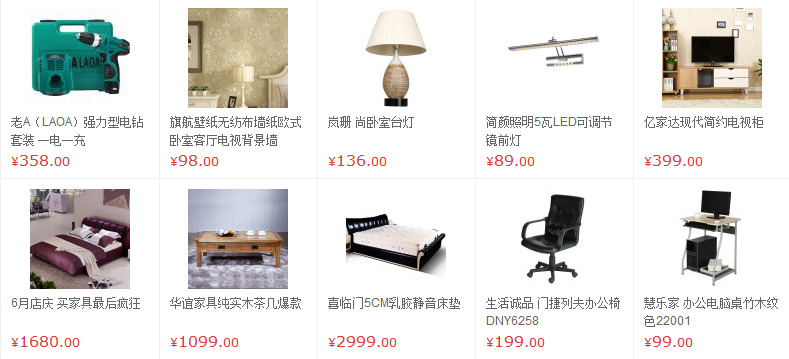 A LAOA
老A（LAOA）强力型电钻
套装 一电一充
¥358.00
旗航壁纸无纺布墙纸欧式
卧室客厅电视背景墙
¥98.00
岚珊 尚卧室台灯
¥136.00
简颜照明5瓦LED可调节
镜前灯
¥89.00
亿家达现代简约电视柜
¥399.00
6月店庆 买家具最后疯狂
¥1680.00
华谊家具纯实木茶几爆款
¥1099.00
喜临门5CM乳胶静音床垫
¥2999.00
生活诚品 门捷列夫办公椅
DNY6258
¥199.00
慧乐家 办公电脑桌竹木纹
色22001
¥99.00